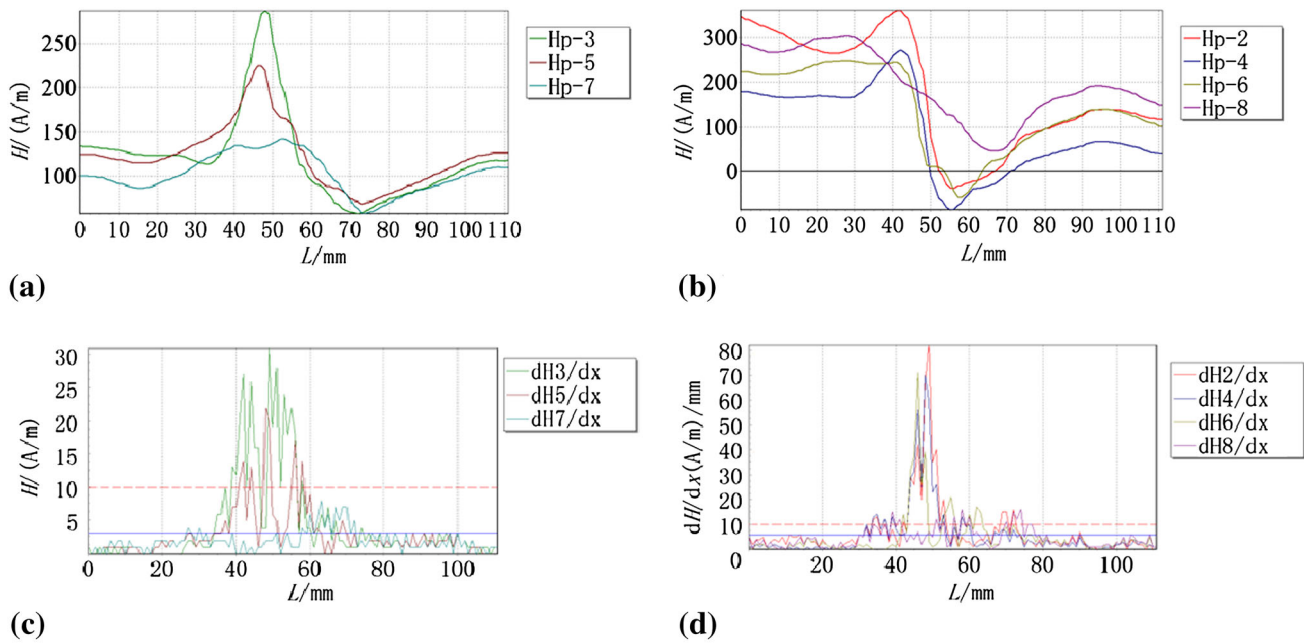 250
200
150
100
H/(A/m)
0 10 20 30 40 50 60 70 80 90 100 110
L/mm
Hp-3
Hp-5
Hp-7
(a)
300
200
100
0
H/(A/m)
0 10 20 30 40 50 60 70 80 90 100 110
L/mm
Hp-2
Hp-4
Hp-6
Hp-8
(b)
30
25
20
15
10
5
0
H/(A/m)
20 40 60 80 100
L/mm
dH3/dx
dH5/dx
dH7/dx
(c)
80
70
60
50
40
30
20
10
0
dH/dx(A/m)/mm
20 40 60 80 100
L/mm
dH2/dx
dH4/dx
dH6/dx
dH8/dx
(d)